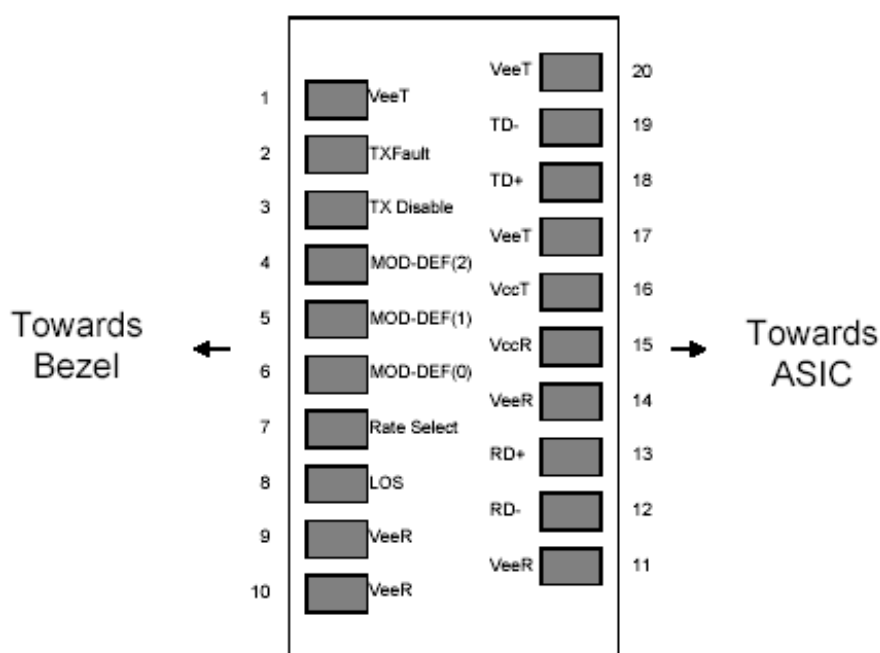 VeeT 20
1 VeeT
TD- 19
2 TXFault
TD+ 18
3 TX Disable
VeeT 17
4 MOD-DEF(2)
VccT 16
5 MOD-DEF(1)
Towards
Bezel
VccR 15
Towards
ASIC
6 MOD-DEF(0)
VeeR 14
7 Rate Select
RD+ 13
8 LOS
RD- 12
9 VeeR
VeeR 11
10 VeeR